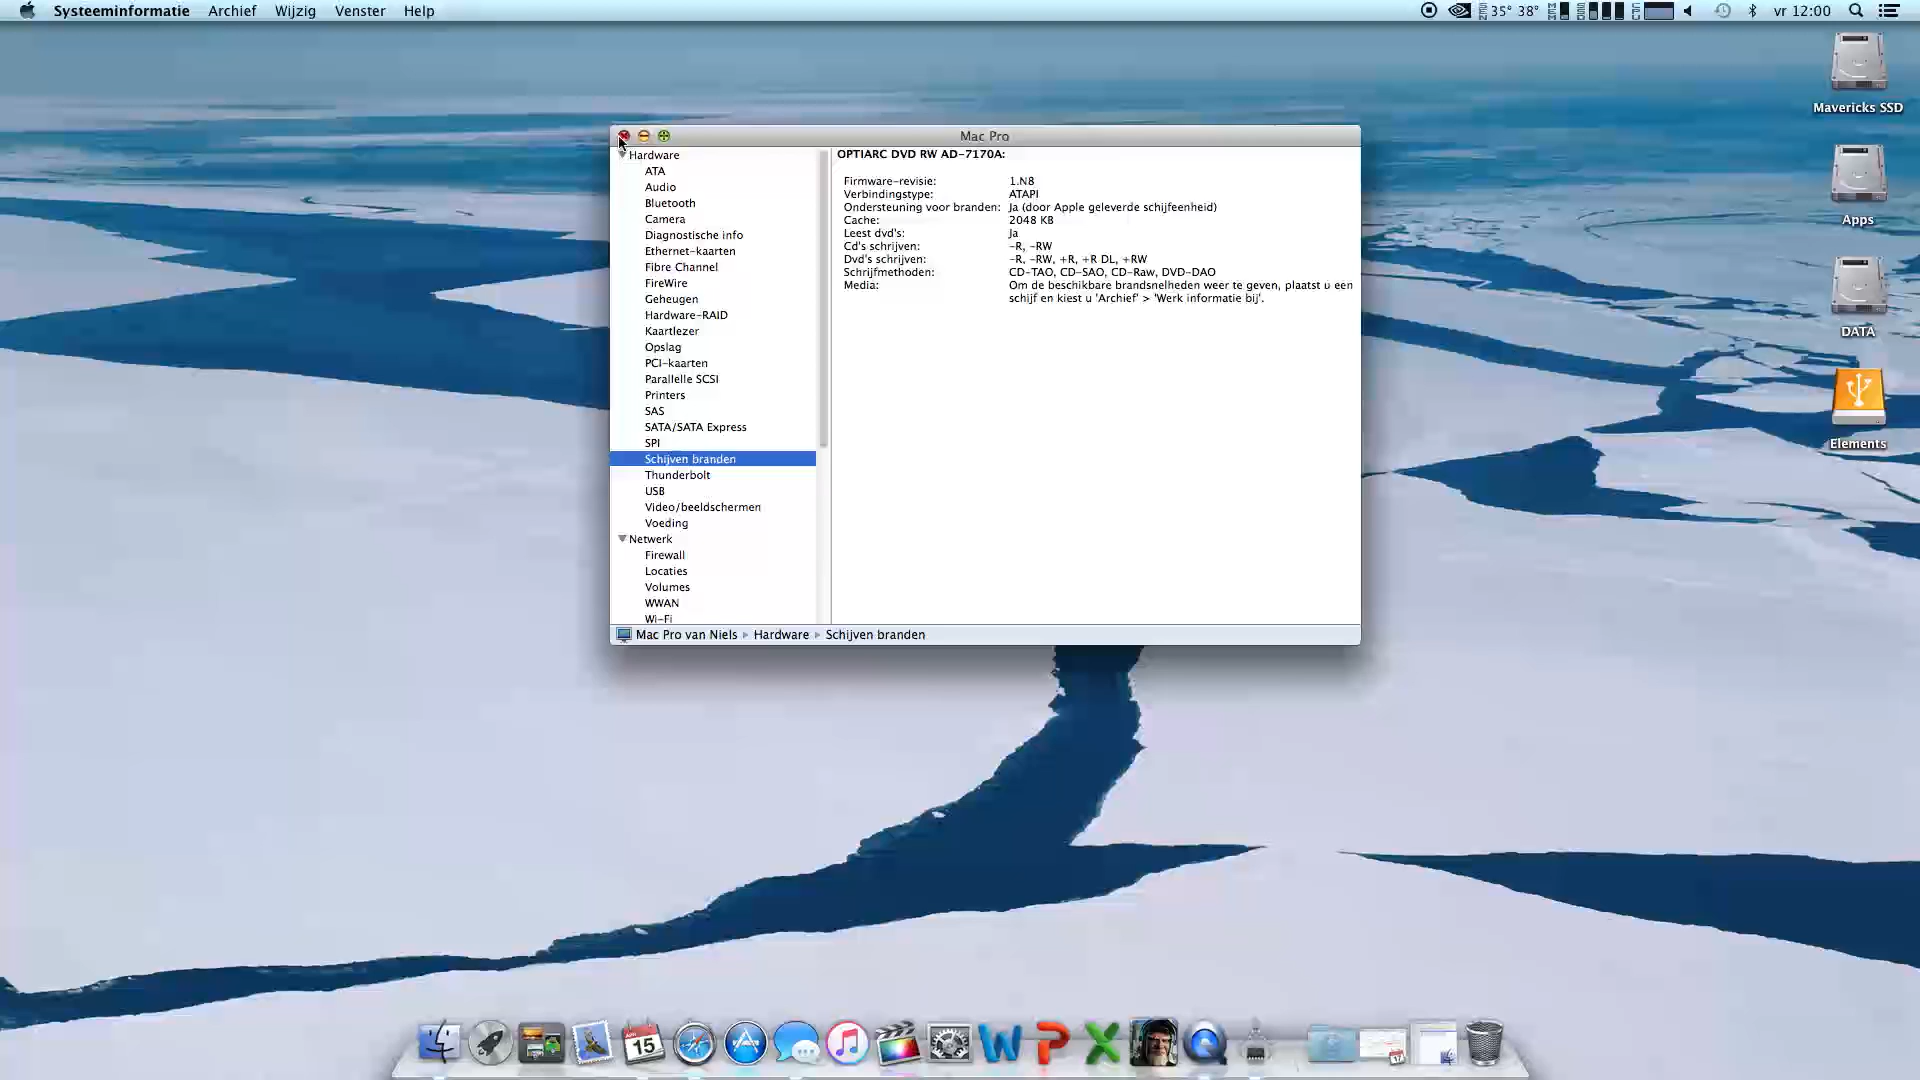 Systeeminformatie Archief Wijzig Venster Help
35° 38° vr 12:00
Mavericks SSD
Apps
DATA
Elements
Mac Pro
Hardware
ATA
Audio
Bluetooth
Camera
Diagnostische info
Ethernet-kaarten
Fibre Channel
FireWire
Geheugen
Hardware-RAID
Kaartlezer
Opslag
PCI-kaarten
Parallelle SCSI
Printers
SAS
SATA/SATA Express
SPI
Schijven branden
Thunderbolt
USB
Video/beeldschermen
Voeding
Netwerk
Firewall
Locaties
Volumes
WWAN
Wi-Fi
OPTIARC DVD RW AD-7170A:
Firmware-revisie: 1.N8
Verbindingstype: ATAPI
Ondersteuning voor branden: Ja (door Apple geleverde schijfeenheid)
Cache: 2048 KB
Leest dvd's: Ja
Cd's schrijven: -R, -RW
Dvd's schrijven: -R, -RW, +R, +R DL, +RW
Schrijfmethoden: CD-TAO, CD-SAO, CD-Raw, DVD-DAO
Media: Om de beschikbare brandsnelheden weer te geven, plaatst u een
schijf en kiest u 'Archief' > 'Werk informatie bij'.
Mac Pro van Niels Hardware Schijven branden
15
17